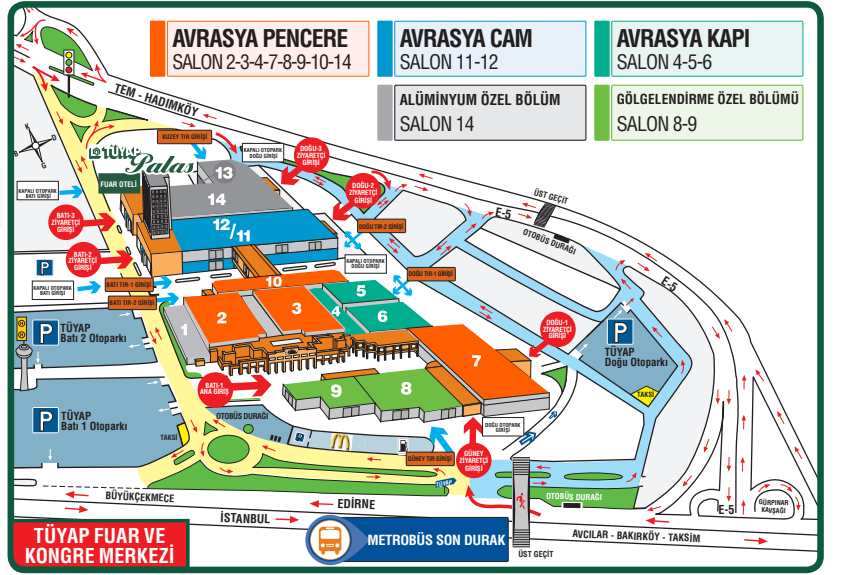 AVRASYA PENCERE
SALON 2-3-4-7-8-9-10-14
AVRASYA CAM
SALON 11-12
AVRASYA KAPI
SALON 4-5-6
ALÜMİNYUM ÖZEL BÖLÜM
SALON 14
GÖLGELENDİRME ÖZEL BÖLÜMÜ
SALON 8-9
TEM - HADIMKÖY
KUZEY TIR GİRİŞİ
KAPALI OTOPARK
DOĞU GİRİŞİ
DOĞU-3
ZİYARETÇİ
GİRİŞİ
TÜYAP
Palas
FUAR OTELİ
KAPALI OTOPARK
BATI GİRİŞİ
13
14
12/11
DOĞU-2
ZİYARETÇİ
GİRİŞİ
ÜST GEÇİT
E-5
OTOBÜS DURAĞI
BATI-3
ZİYARETÇİ
GİRİŞİ
DOĞU TIR-2 GİRİŞİ
BATI-2
ZİYARETÇİ
GİRİŞİ
P
KAPALI OTOPARK
DOĞU GİRİŞİ
DOĞU TIR-1 GİRİŞİ
E-5
KAPALI OTOPARK
BATI GİRİŞİ
BATI TIR-1 GİRİŞİ
BATI TIR-2 GİRİŞİ
10
5
1
2
3
4
6
7
P
TÜYAP
Batı 2 Otoparkı
DOĞU-1
ZİYARETÇİ
GİRİŞİ
P
TÜYAP
Doğu Otoparkı
TAKSİ
BATI-1
ANA GİRİŞ
9
8
P
TÜYAP
Batı 1 Otoparkı
TAKSİ
OTOBÜS DURAĞI
P
DOĞU OTOPARK
GİRİŞİ
GÜNEY TIR GİRİŞİ
GÜNEY
ZİYARETÇİ
GİRİŞİ
TÜYAP
OTOBÜS DURAĞI
E-5
GÜRPINAR
KAVŞAĞI
BÜYÜKÇEKMECE
EDİRNE
İSTANBUL
AVCILAR - BAKIRKÖY - TAKSİM
ÜST GEÇİT
METROBÜS SON DURAK
TÜYAP FUAR VE
KONGRE MERKEZİ